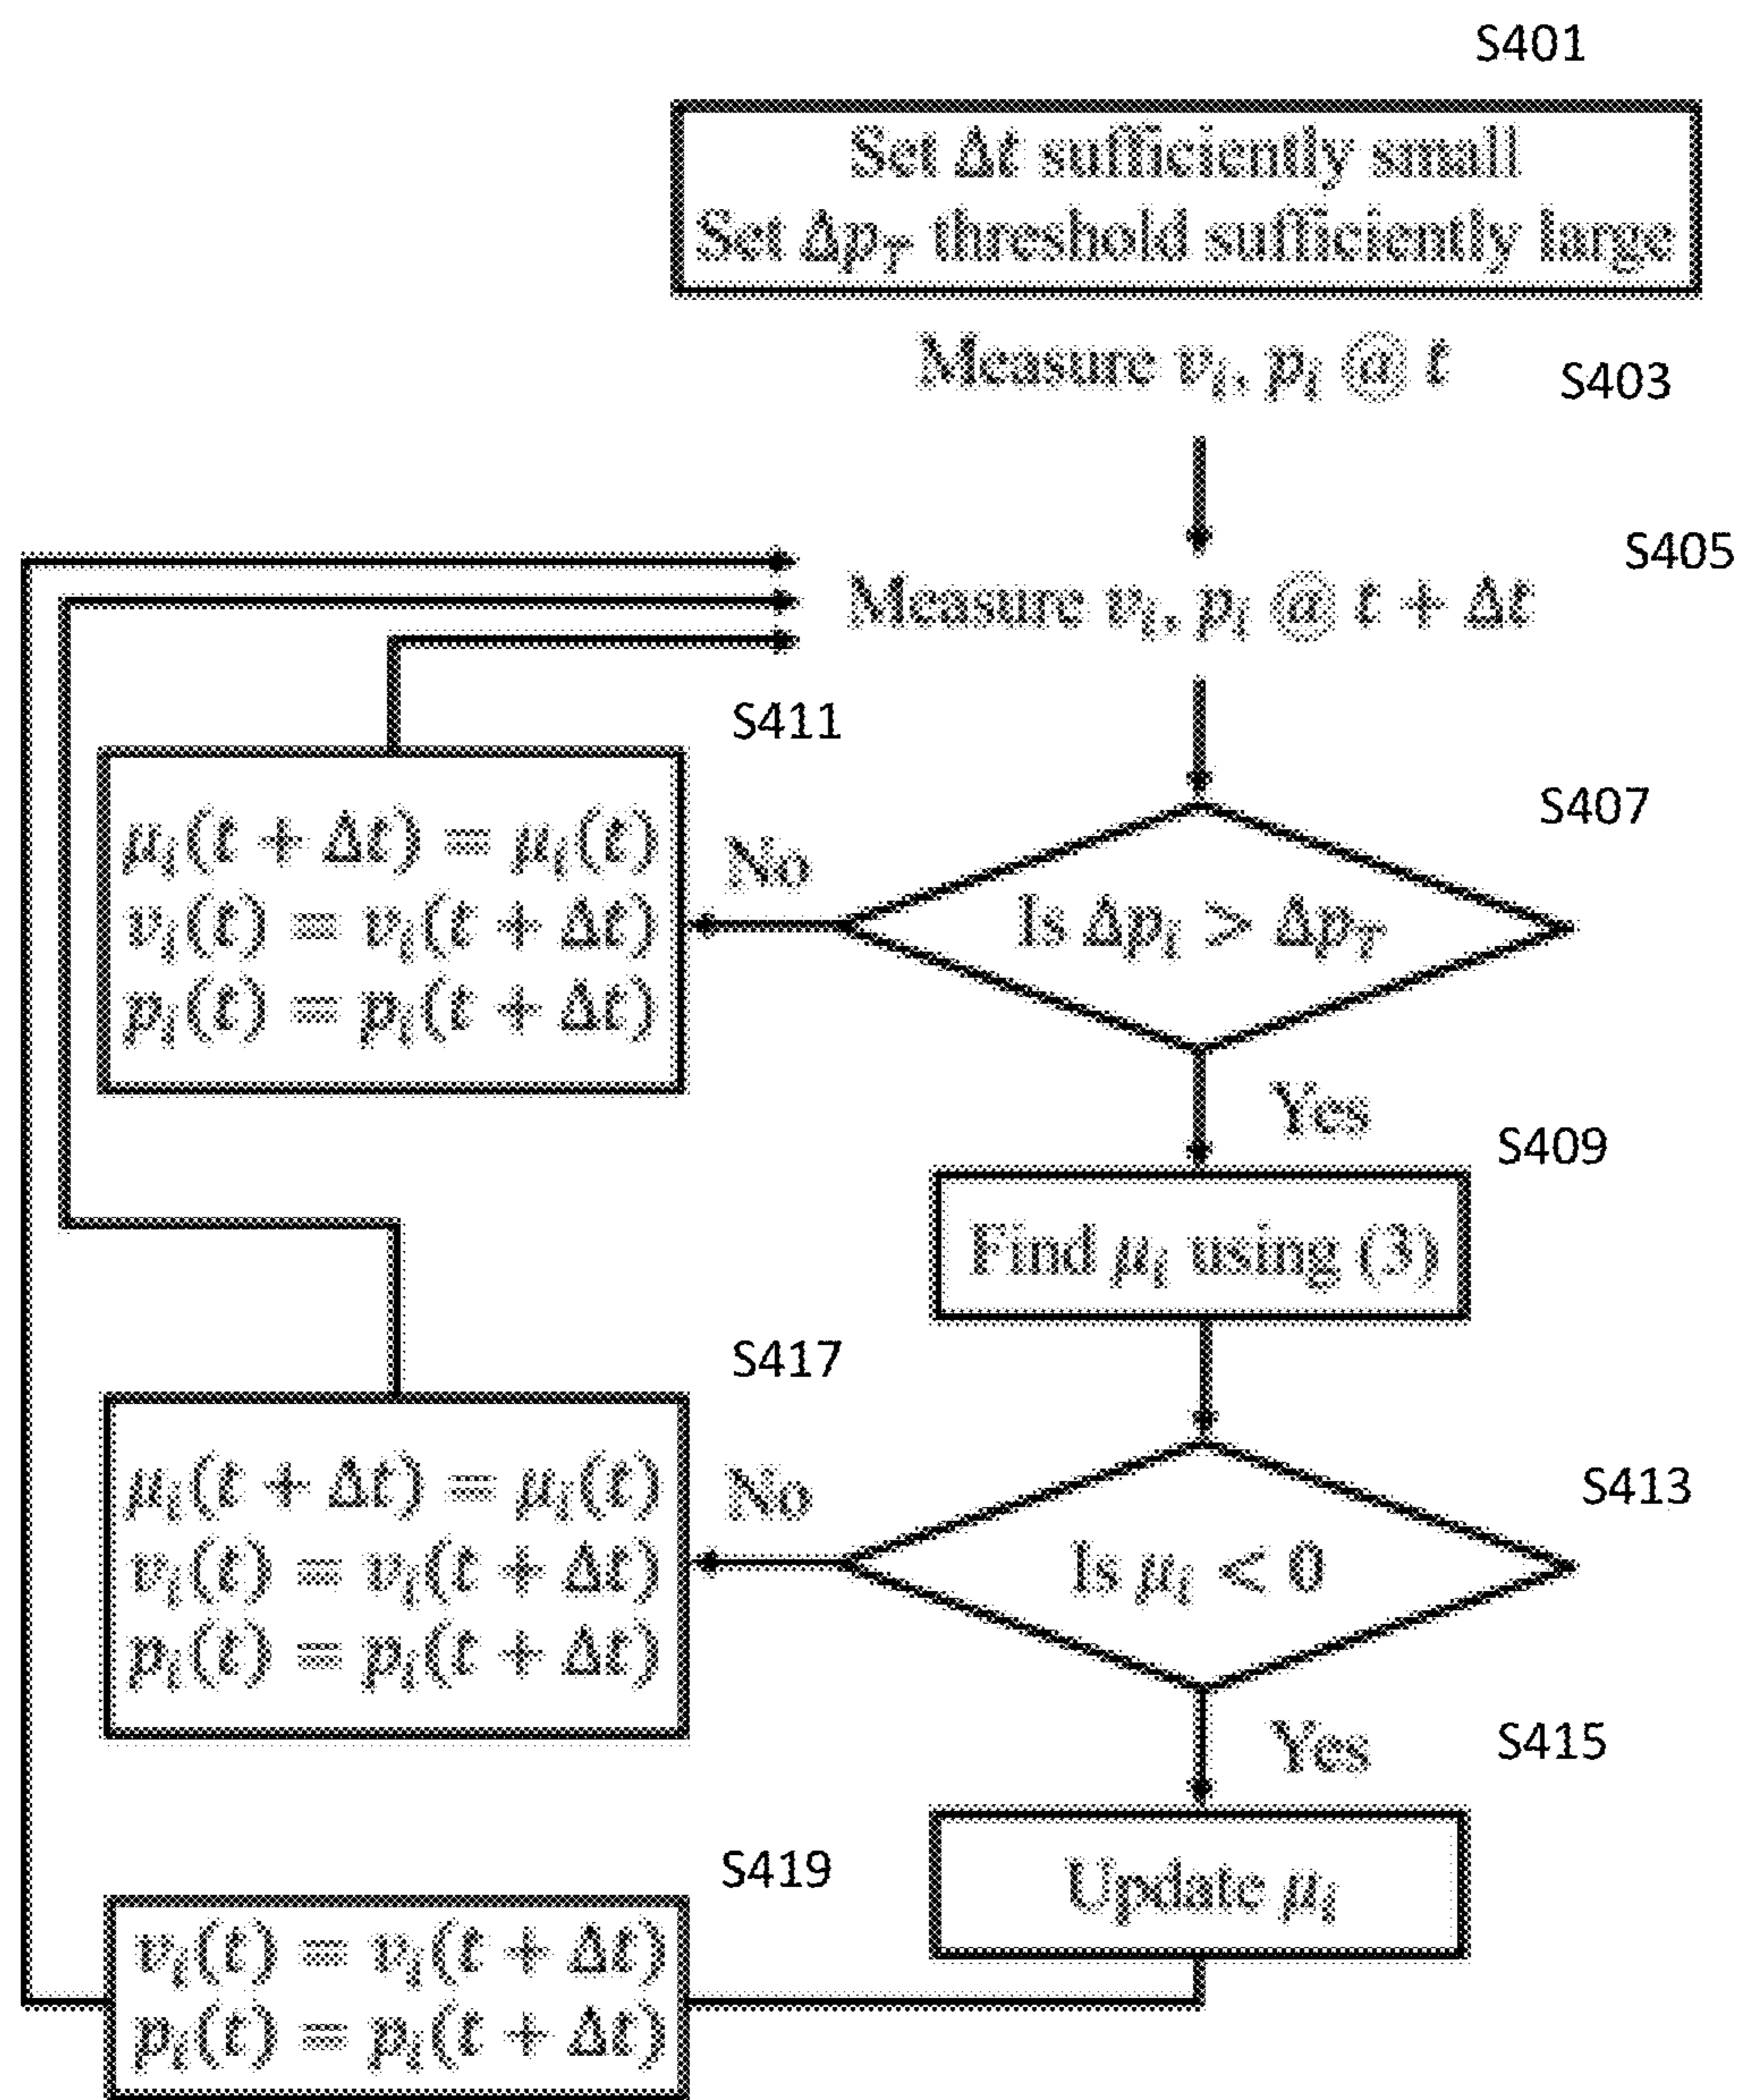 S401
Set Δt sufficiently small
Set Δp_T threshold sufficiently large
Measure v_i, p_i @ t
S403
S405
Measure v_i, p_i @ t + Δt
S411
μ_i(t + Δt) = μ_i(t)
v_i(t) = v_i(t + Δt)
p_i(t) = p_i(t + Δt)
No
S407
Is Δp_i > Δp_T
Yes
S409
Find μ_i using (3)
S417
μ_i(t + Δt) = μ_i(t)
v_i(t) = v_i(t + Δt)
p_i(t) = p_i(t + Δt)
No
S413
Is μ_i < 0
Yes
S415
Update μ_i
S419
v_i(t) = v_i(t + Δt)
p_i(t) = p_i(t + Δt)